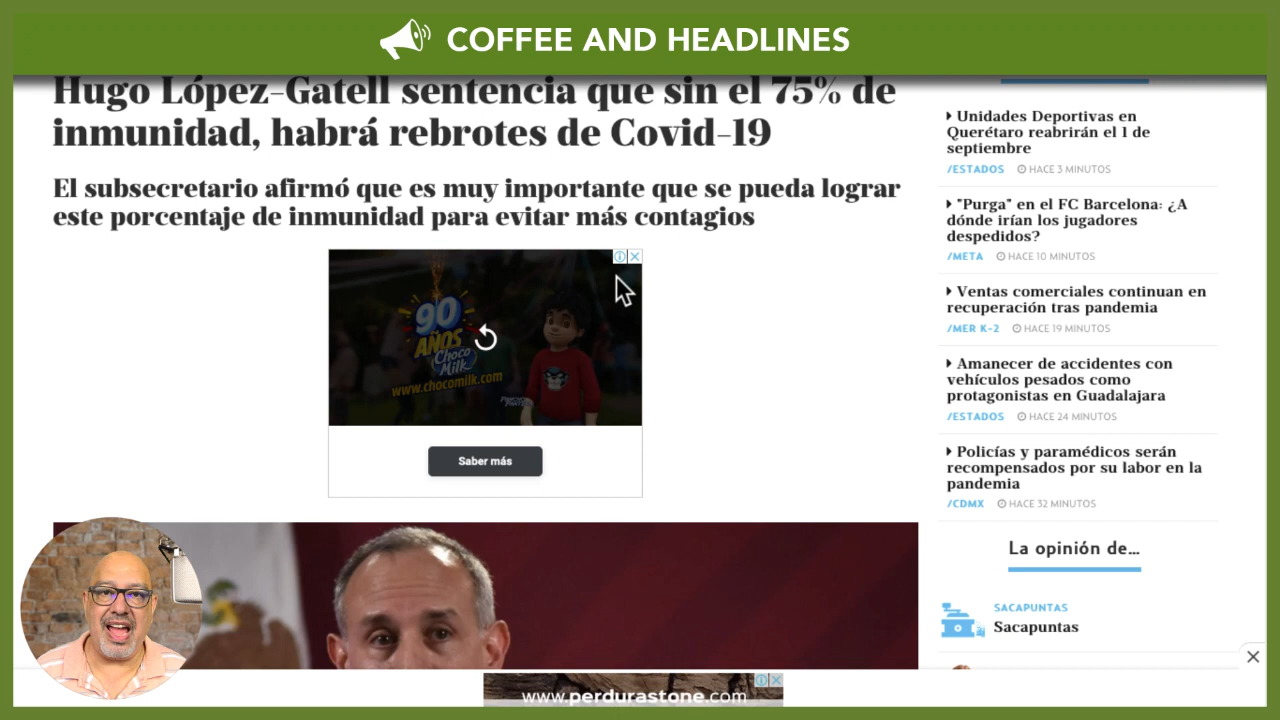 COFFEE AND HEADLINES
Hugo López-Gatell sentencia que sin el 75% de
inmunidad, habrá rebrotes de Covid-19
El subsecretario afirmó que es muy importante que se pueda lograr
este porcentaje de inmunidad para evitar más contagios
90
AÑOS
Choco
Milk
www.chocomilk.com
Saber más
Unidades Deportivas en
Querétaro reabrirán el 1 de
septiembre
/ESTADOS HACE 3 MINUTOS
"Purga" en el FC Barcelona: ¿A
dónde irían los jugadores
despedidos?
/META HACE 10 MINUTOS
Ventas comerciales continuan en
recuperación tras pandemia
/MER K-2 HACE 19 MINUTOS
Amanecer de accidentes con
vehículos pesados como
protagonistas en Guadalajara
/ESTADOS HACE 24 MINUTOS
Policías y paramédicos serán
recompensados por su labor en la
pandemia
/CDMX HACE 32 MINUTOS
La opinión de...
SACAPUNTAS
Sacapuntas
www.perdurastone.com